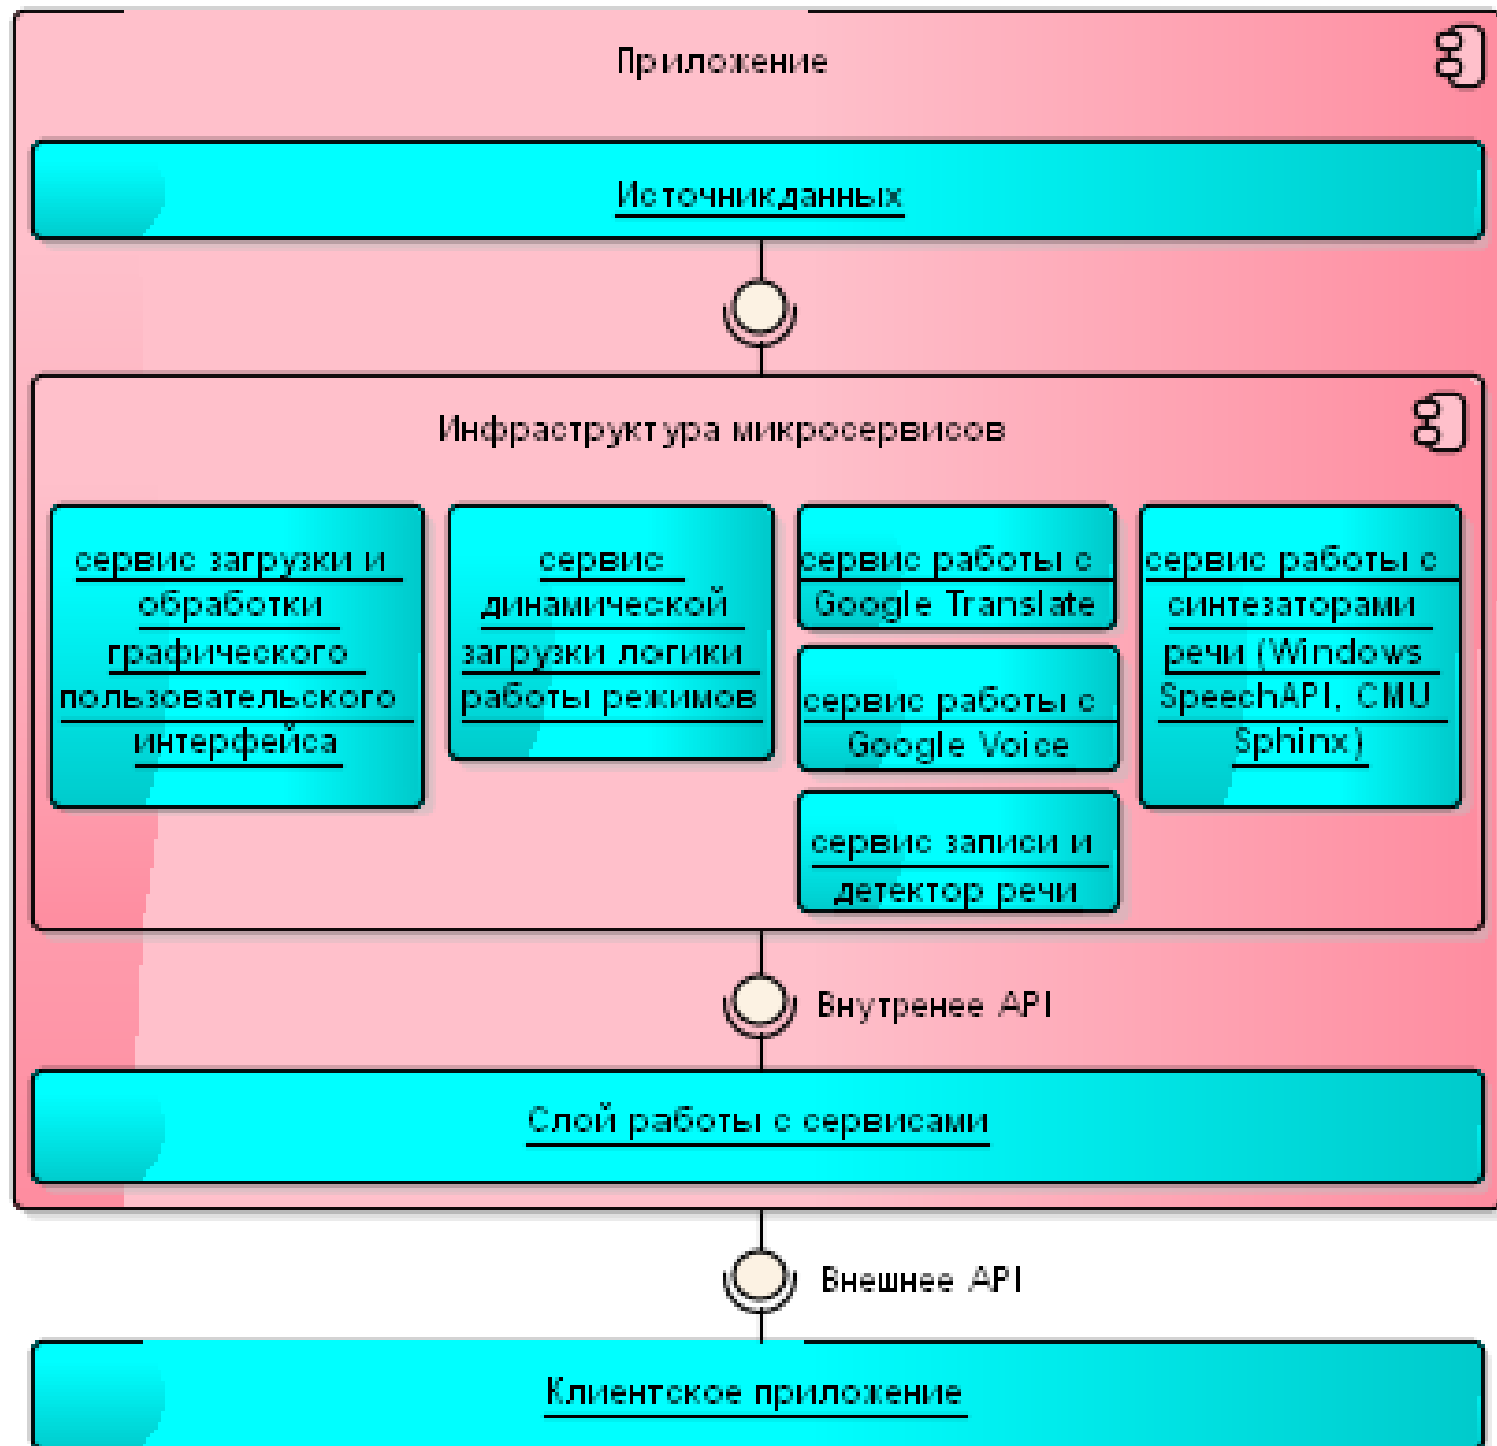 Приложение
Источник данных
Инфраструктура микросервисов
сервис загрузки и
обработки
графического
пользовательского
интерфейса
сервис
динамической
загрузки логики
работы режимов
сервис работы с
Google Translate
сервис работы с
Google Voice
сервис записи и
детектор речи
сервис работы с
синтезаторами
речи (Windows
SpeechAPI, CMU
Sphinx)
Внутренее API
Слой работы с сервисами
Внешнее API
Клиентское приложение